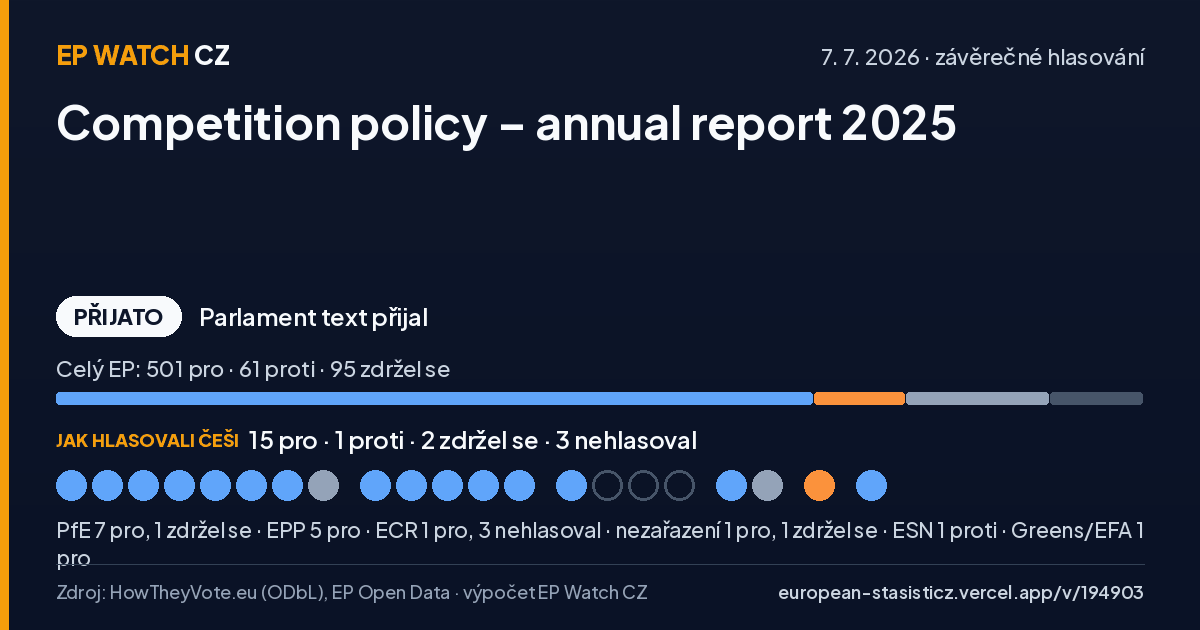 EP WATCH CZ
7. 7. 2026 · závěrečné hlasování
Competition policy – annual report 2025
PŘIJATO Parlament text přijal
Celý EP: 501 pro · 61 proti · 95 zdržel se
JAK HLASOVALI ČEŠI 15 pro · 1 proti · 2 zdržel se · 3 nehlasoval
PfE 7 pro, 1 zdržel se · EPP 5 pro · ECR 1 pro, 3 nehlasoval · nezařazení 1 pro, 1 zdržel se · ESN 1 proti · Greens/EFA 1
pro
Zdroj: HowTheyVote.eu (ODbL), EP Open Data · výpočet EP Watch CZ
european-stasisticz.vercel.app/v/194903